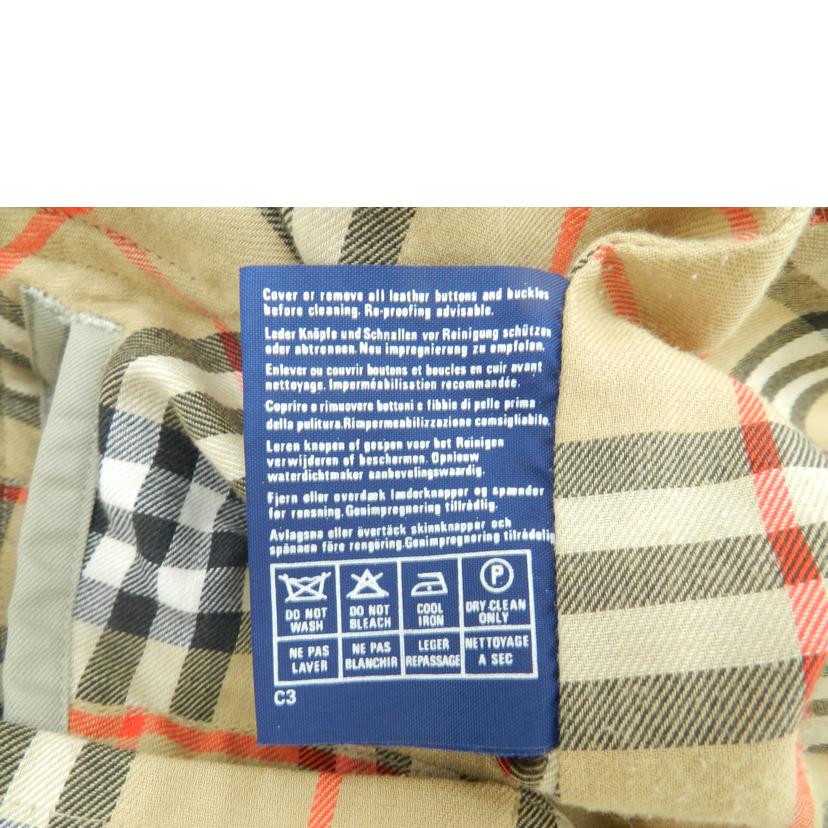 Cover or remove all leather buttons and buckles
before cleaning. Re-proofing advisable.
Leder Knöpfe und Schnallen vor Reinigung schützen
oder abtrennen. Neu impregnierung zu empfolen.
Enlever ou couvrir boutons et boucles en cuir avant
nettoyage. Imperméabilisation recommandée.
Coprire o rimuovere bottoni e fibbie di pelle prima
della pulitura.Rimpermeabilizzazione comsigliabile.
Leren knopen of gespen voor het Reinigen
verwijderen of beschermen. Opnieuw
waterdichtmaker aanbevelingswaardig.
Fjern eller overdæk læderknapper og spænder
før rensning. Genimpregnering tillrådlig.
Avlagsna eller övertäck skinnknappar och
spännen före rengöring.Genimpregnering tillrådelig
P
DO NOT WASH
DO NOT BLEACH
COOL IRON
DRY-CLEAN ONLY
NE PAS LAVER
NE PAS BLANCHIR
LEGER REPASSAGE
NETTOYAGE A SEC
C3